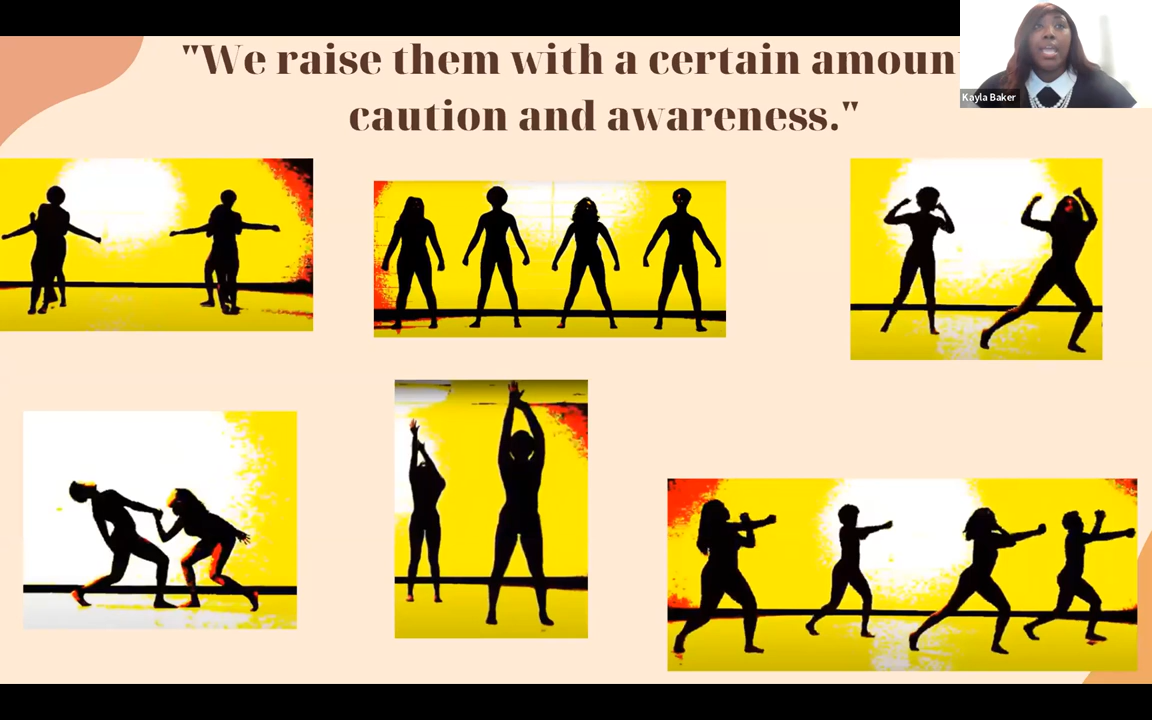 "We raise them with a certain amoun
caution and awareness."
Kayla Baker